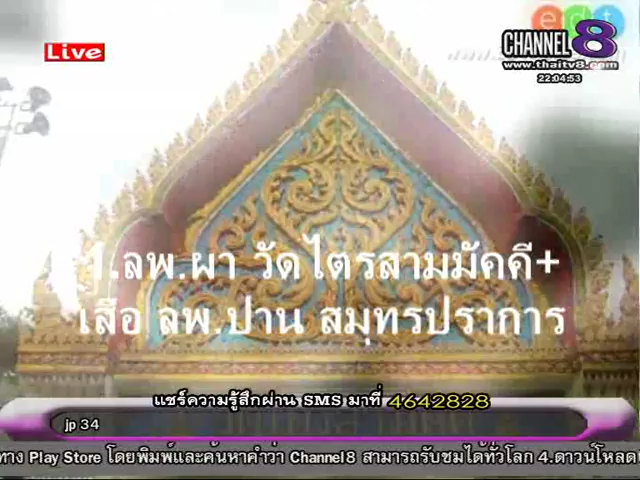 edt
Live
CHANNEL 8
www.thaitv8.com
22:04:53
1.ลพ.ผา วัดไตรสามมัคคี+
เสือ ลพ.ปาน สมุทรปราการ
แชร์ความรู้สึกผ่าน SMS มาที่ 4642828
jp 34
ทาง Play Store โดยพิมพ์และค้นหาคำว่า Channel8 สามารถรับชมได้ทั่วโลก 4.ดาวน์โหลด